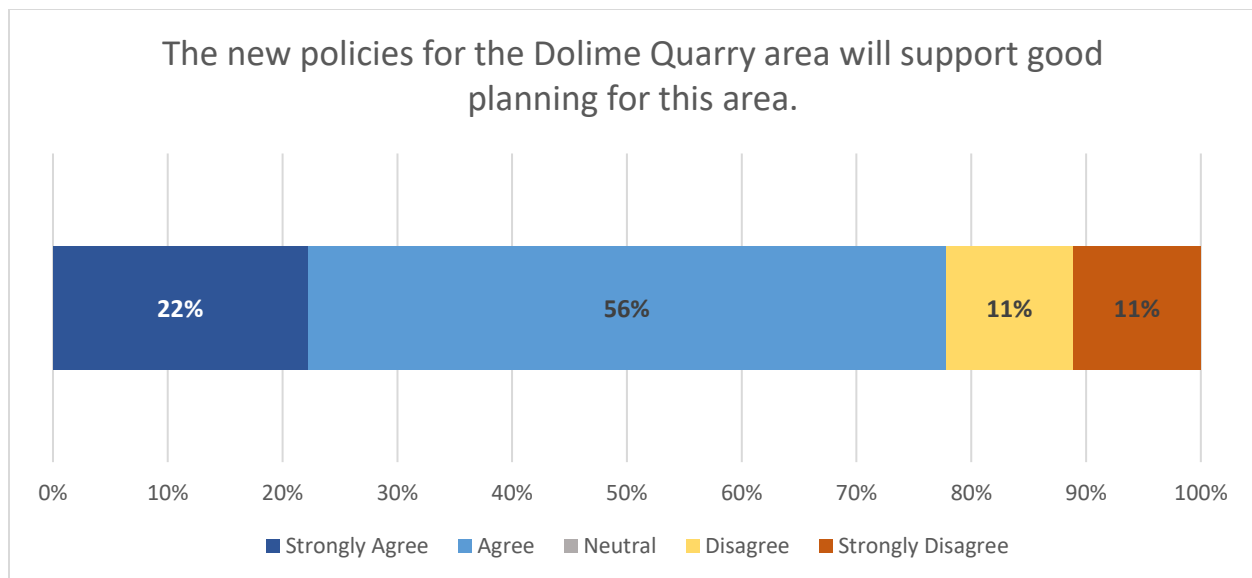 The new policies for the Dolime Quarry area will support good
planning for this area.
22% 56% 11% 11%
0% 10% 20% 30% 40% 50% 60% 70% 80% 90% 100%
Strongly Agree Agree Neutral Disagree Strongly Disagree